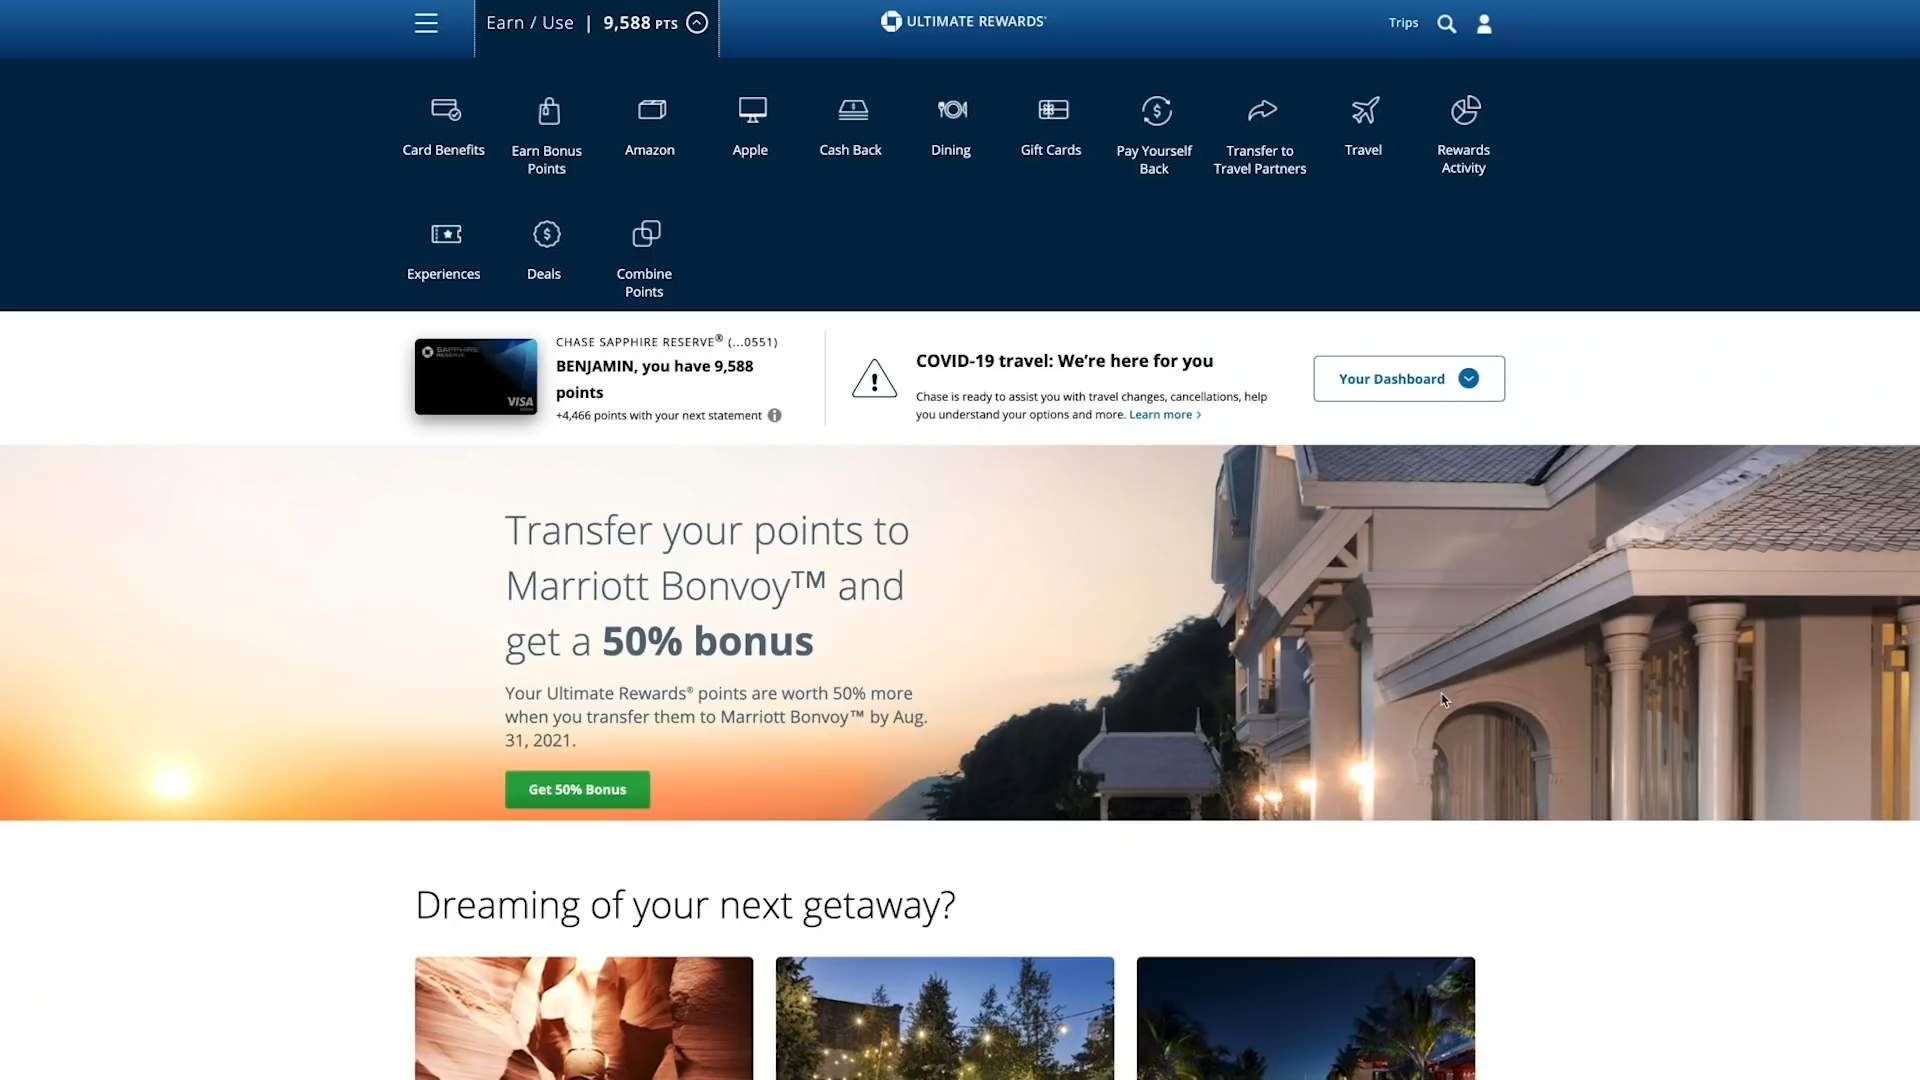 Earn / Use | 9,588 PTS
ULTIMATE REWARDS®
Trips
Card Benefits
Earn Bonus
Points
Amazon
Apple
Cash Back
Dining
Gift Cards
Pay Yourself
Back
Transfer to
Travel Partners
Travel
Rewards
Activity
Experiences
Deals
Combine
Points
SAPPHIRE
RESERVE
VISA
CHASE SAPPHIRE RESERVE® (...0551)
BENJAMIN, you have 9,588
points
+4,466 points with your next statement
COVID-19 travel: We’re here for you
Chase is ready to assist you with travel changes, cancellations, help
you understand your options and more. Learn more ›
Your Dashboard
Transfer your points to
Marriott Bonvoy™ and
get a 50% bonus
Your Ultimate Rewards® points are worth 50% more
when you transfer them to Marriott Bonvoy™ by Aug.
31, 2021.
Get 50% Bonus
Dreaming of your next getaway?